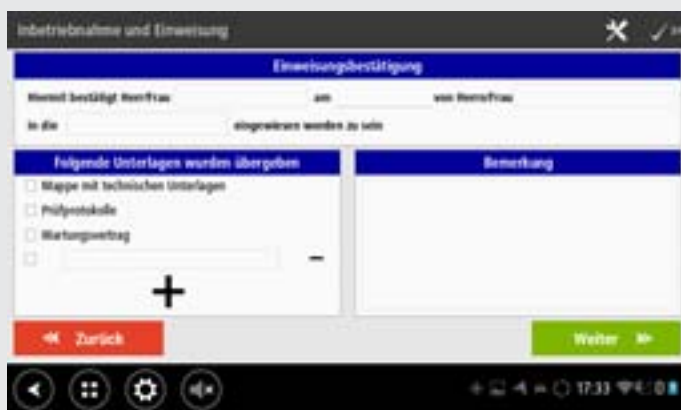 Inbetriebnahme und Einweisung
Einweisungsbestätigung
Hiermit bestätigt Herr/Frau am von Herrn/Frau
in die eingewiesen worden zu sein
Folgende Unterlagen wurden übergeben
Mappe mit technischen Unterlagen
Prüfprotokolle
Wartungsvertrag
Bemerkung
Zurück
Weiter
17:33